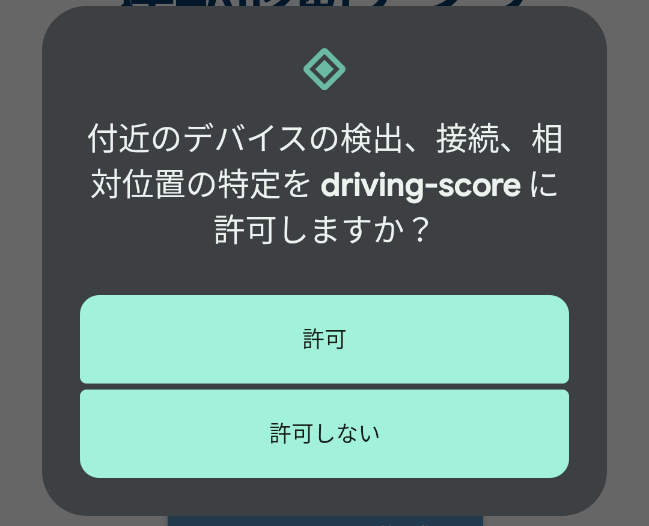 付近のデバイスの検出、接続、相
対位置の特定を driving-score に
許可しますか？
許可
許可しない